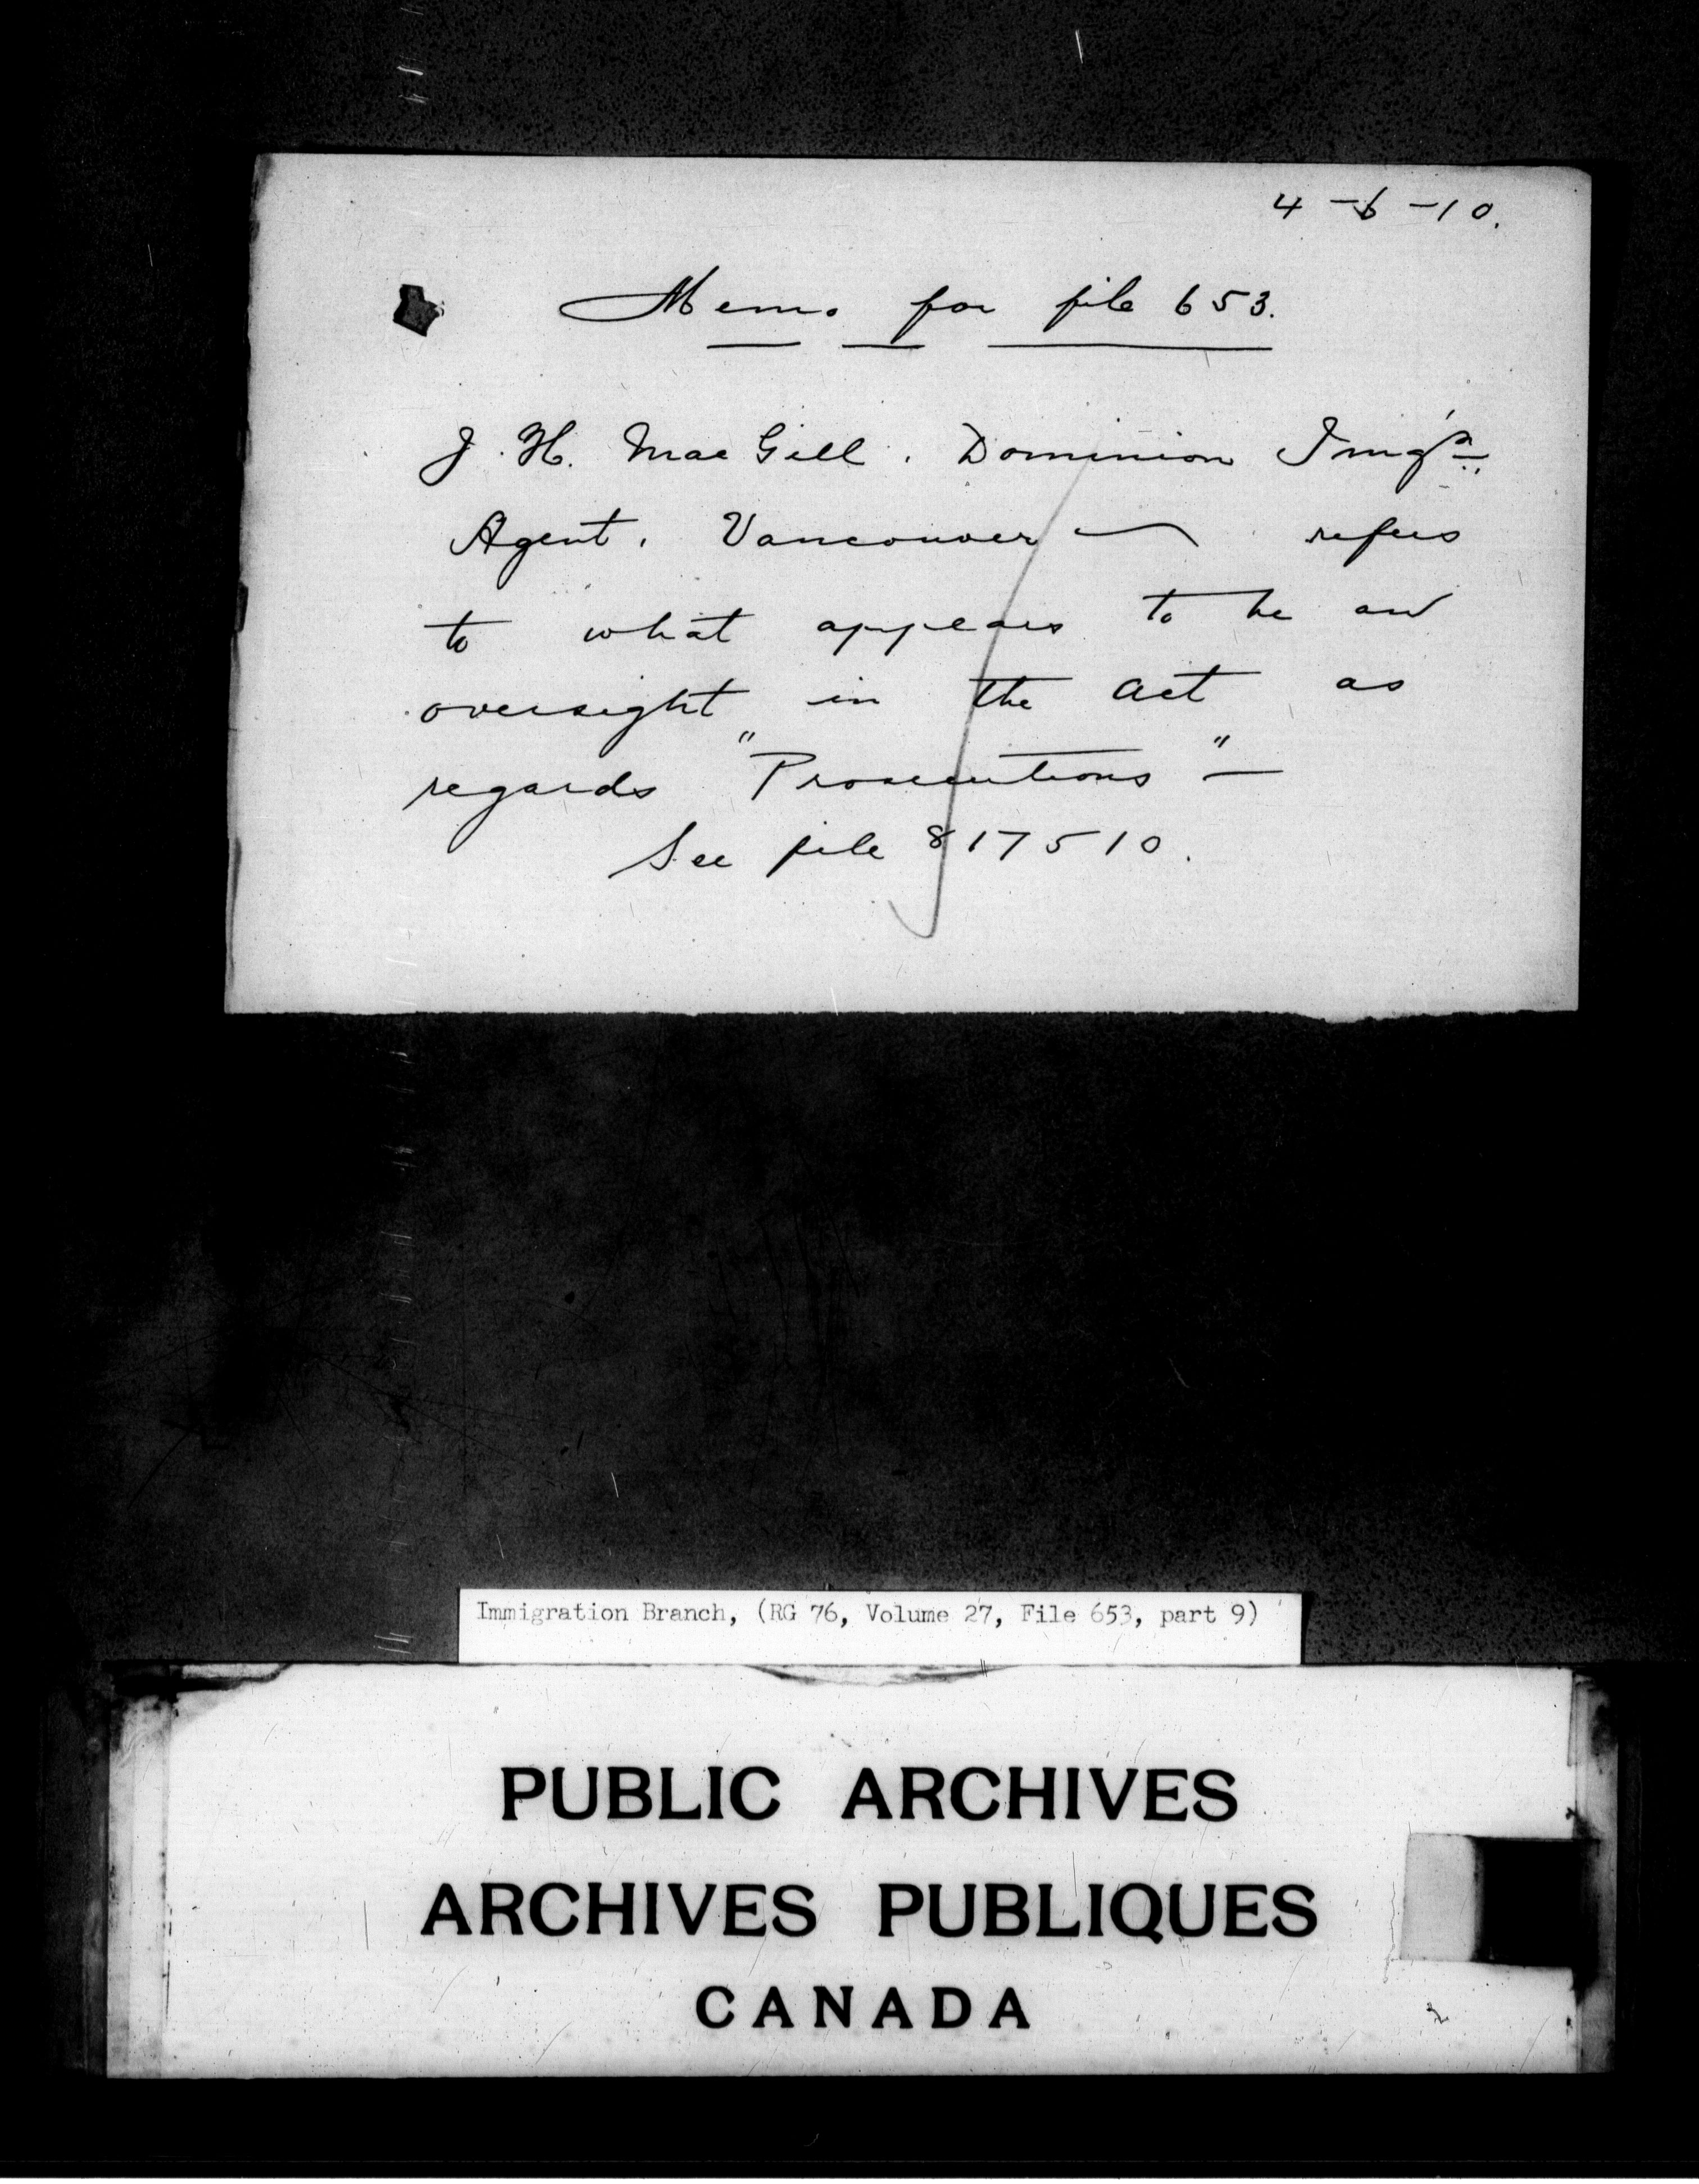 4-6-10.
Memo for file 653.
J. H. MacGill. Dominion Img'n
Agent, Vancouver — refers
to what appears to be an
oversight in the Act as
regards "Prosecutions" —
See file 817510.
Immigration Branch, (RG 76, Volume 27, File 653, part 9)
PUBLIC ARCHIVES
ARCHIVES PUBLIQUES
CANADA